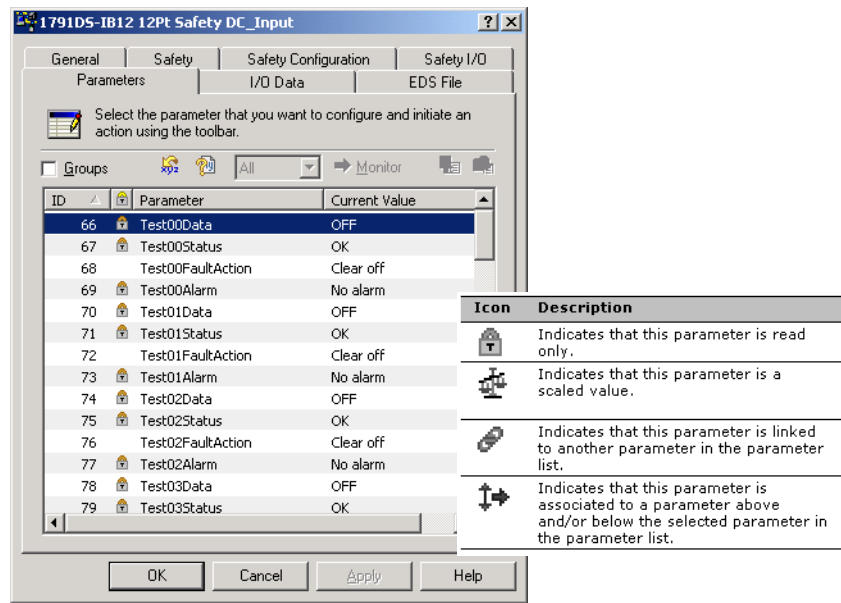 1791DS-IB12 12Pt Safety DC_Input
General Safety Safety Configuration Safety I/O
Parameters I/O Data EDS File
Select the parameter that you want to configure and initiate an
action using the toolbar.
Groups xyz All Monitor
ID Parameter Current Value
66 Test00Data OFF
67 Test00Status OK
68 Test00FaultAction Clear off
69 Test00Alarm No alarm
70 Test01Data OFF
71 Test01Status OK
72 Test01FaultAction Clear off
73 Test01Alarm No alarm
74 Test02Data OFF
75 Test02Status OK
76 Test02FaultAction Clear off
77 Test02Alarm No alarm
78 Test03Data OFF
79 Test03Status OK
OK Cancel Apply Help
Icon Description
Indicates that this parameter is read
only.
Indicates that this parameter is a
scaled value.
Indicates that this parameter is linked
to another parameter in the parameter
list.
Indicates that this parameter is
associated to a parameter above
and/or below the selected parameter in
the parameter list.